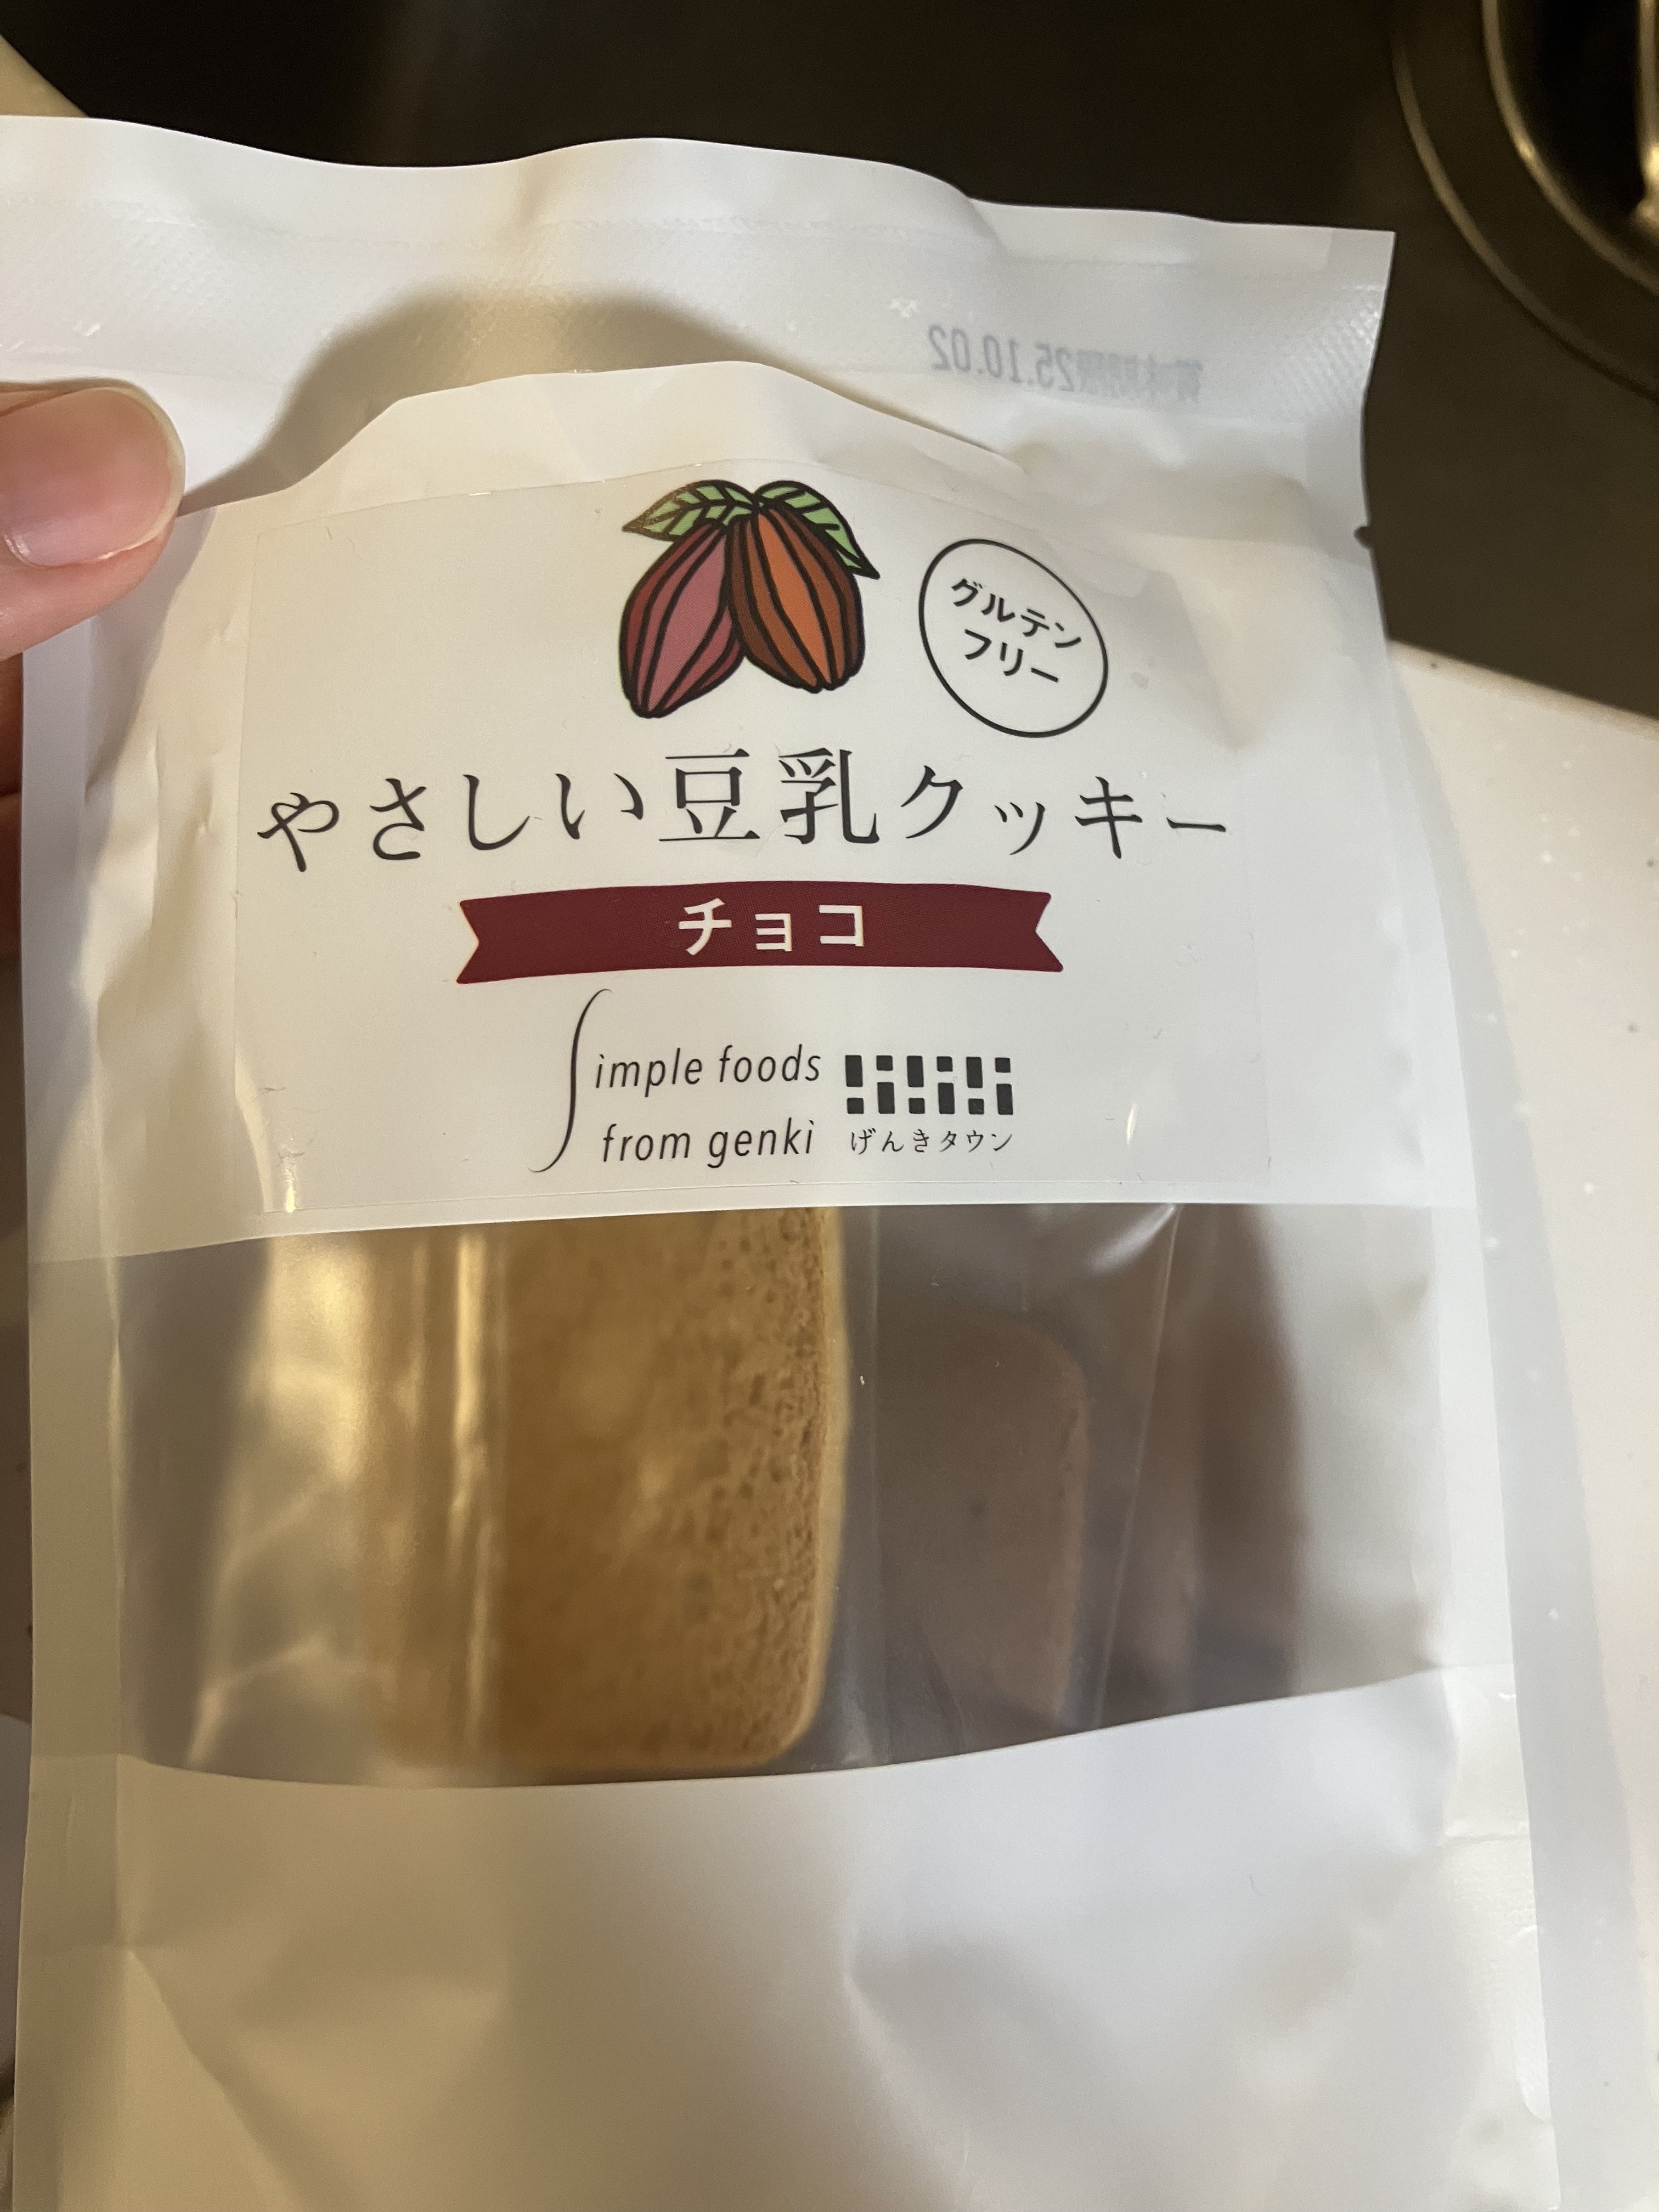 賞味期限25.10.02
グルテン
フリー
やさしい豆乳クッキー
チョコ
Simple foods
from genki
げんきタウン